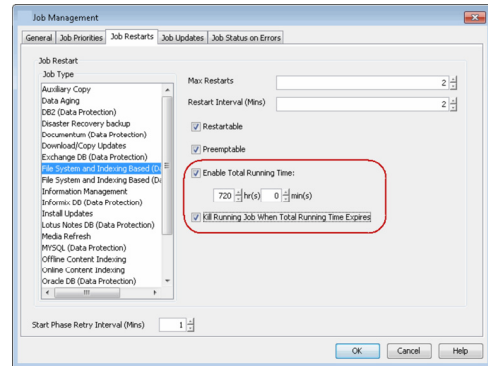 Job Management
General Job Priorities Job Restarts Job Updates Job Status on Errors
Job Restart
Job Type
Auxiliary Copy
Data Aging
DB2 (Data Protection)
Disaster Recovery backup
Documentum (Data Protection)
Download/Copy Updates
Exchange DB (Data Protection)
File System and Indexing Based (D
File System and Indexing Based (D
Information Management
Informix DB (Data Protection)
Install Updates
Lotus Notes DB (Data Protection)
Media Refresh
MYSQL (Data Protection)
Offline Content Indexing
Online Content Indexing
Oracle DB (Data Protection)
Max Restarts 2
Restart Interval (Mins) 2
Restartable
Preemptable
Enable Total Running Time:
720 hr(s) 0 min(s)
Kill Running Job When Total Running Time Expires
Start Phase Retry Interval (Mins) 1
OK Cancel Help